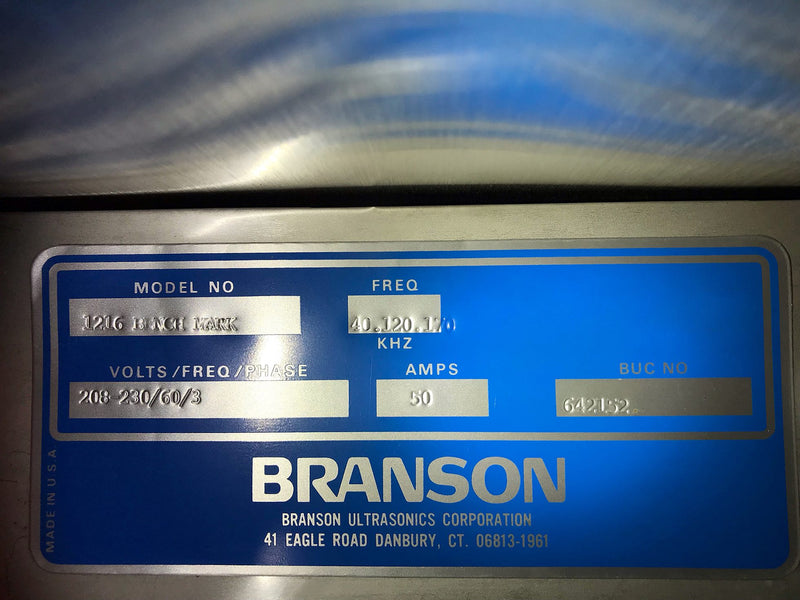 MODEL NO
FREQ
1216 BENCH MARK
40.120.170
KHZ
VOLTS/FREQ/PHASE
AMPS
BUC NO
208-230/60/3
50
642152.
MADE IN USA
BRANSON
BRANSON ULTRASONICS CORPORATION
41 EAGLE ROAD DANBURY, CT. 06813-1961